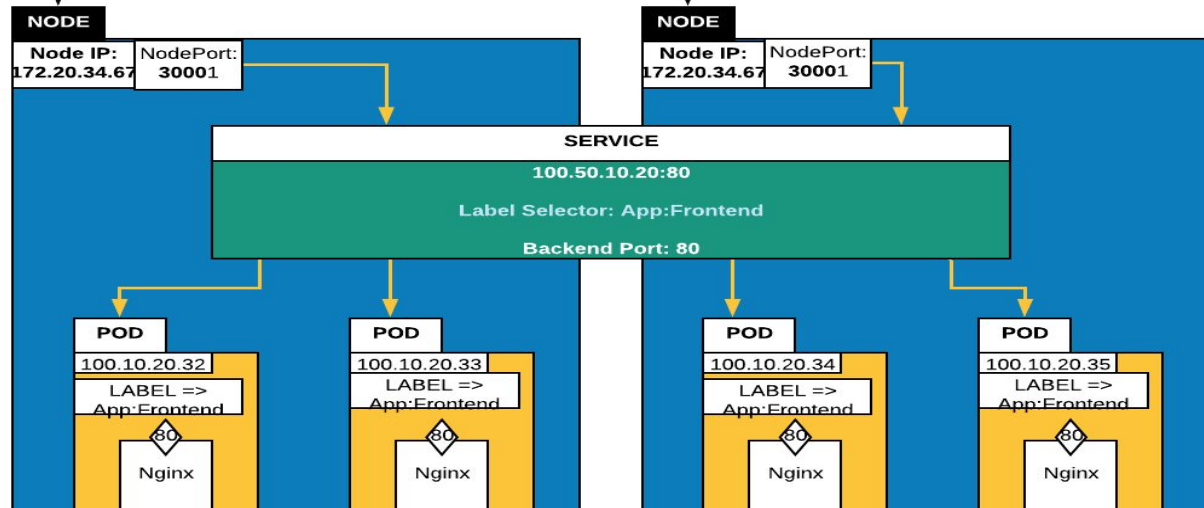 NODE
Node IP:
172.20.34.67
NodePort:
30001
NODE
Node IP:
172.20.34.67
NodePort:
30001
SERVICE
100.50.10.20:80
Label Selector: App:Frontend
Backend Port: 80
POD
100.10.20.32
LABEL =>
App:Frontend
80
Nginx
POD
100.10.20.33
LABEL =>
App:Frontend
80
Nginx
POD
100.10.20.34
LABEL =>
App:Frontend
80
Nginx
POD
100.10.20.35
LABEL =>
App:Frontend
80
Nginx